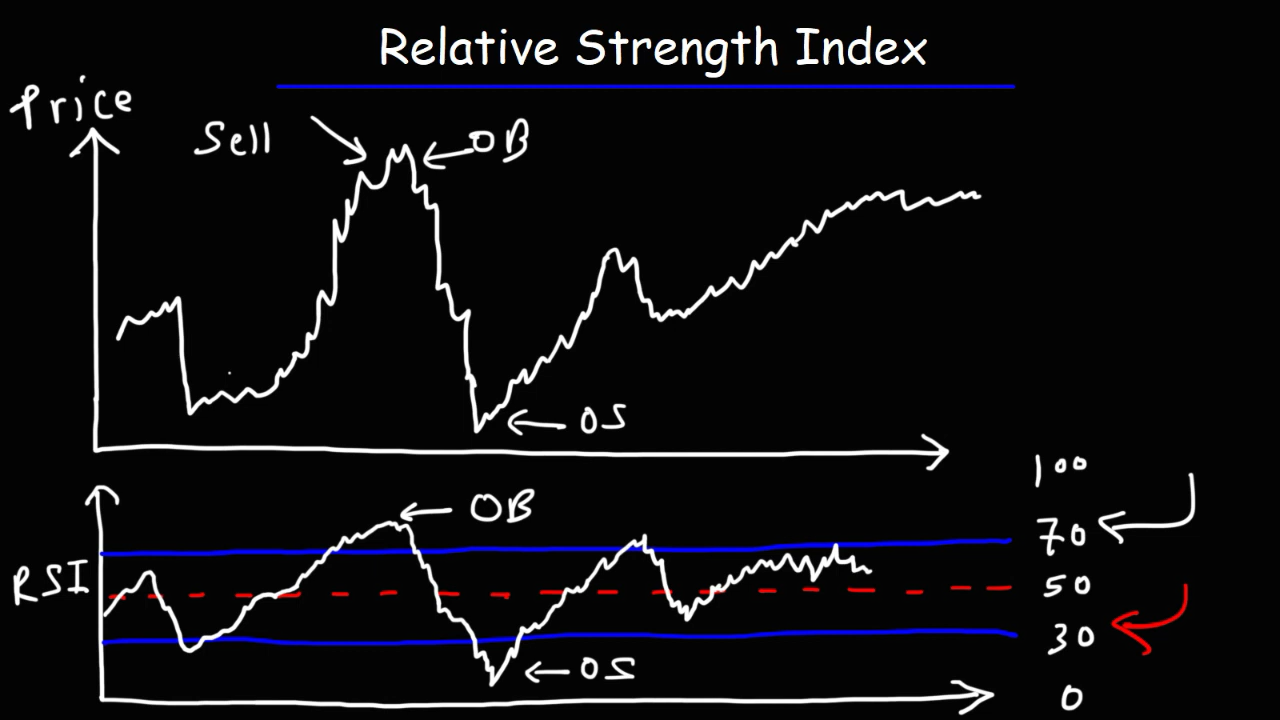 Relative Strength Index
Price
Sell
OB
OS
100
OB
70
RSI
50
30
OS
0